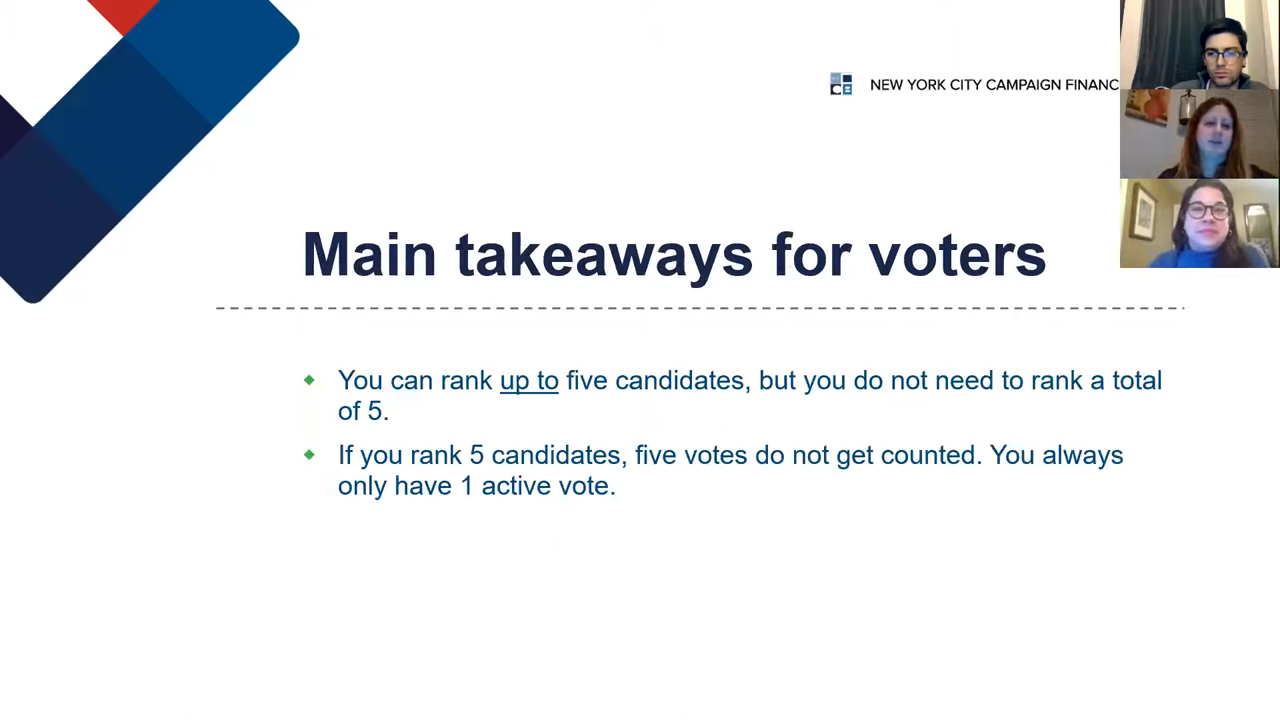 NEW YORK CITY CAMPAIGN FINANC
Main takeaways for voters
You can rank up to five candidates, but you do not need to rank a total
of 5.
If you rank 5 candidates, five votes do not get counted. You always
only have 1 active vote.